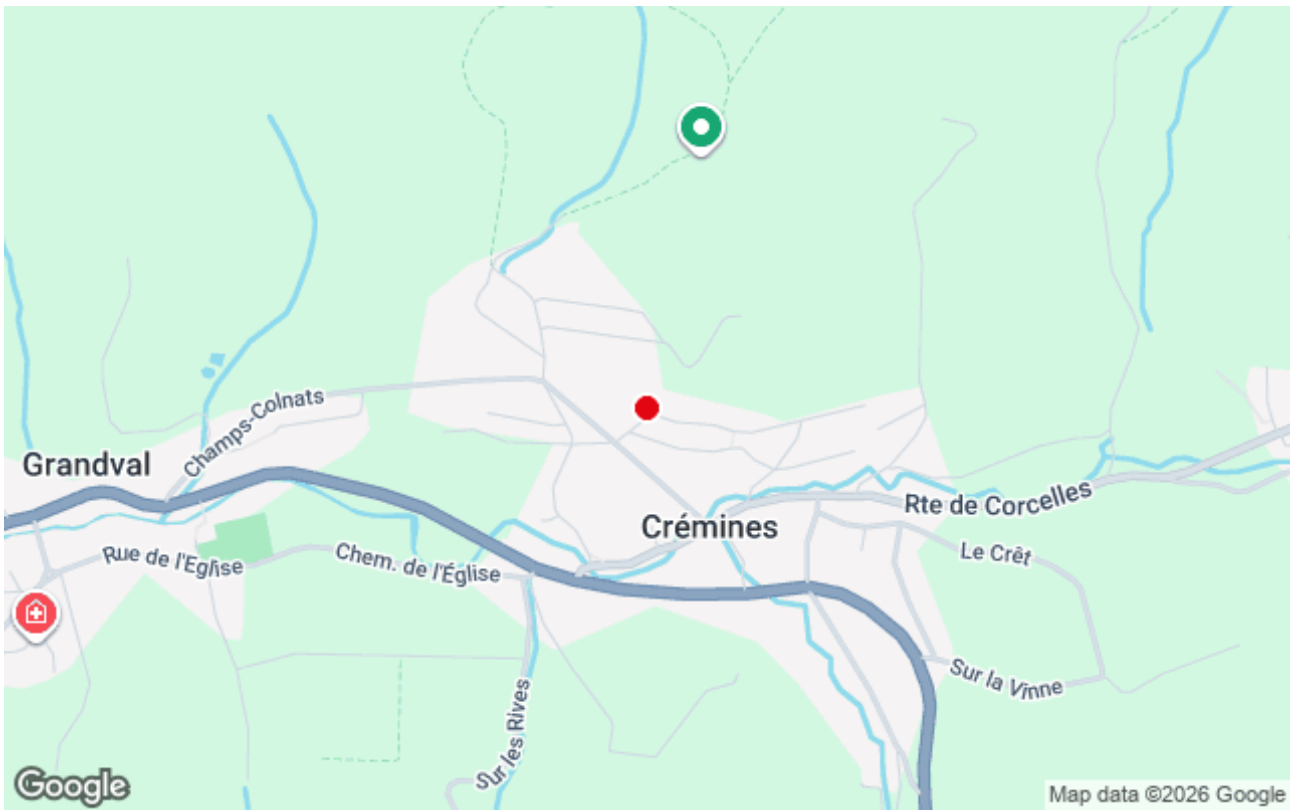 Champs-Colnats
Grandval
Rte de Corcelles
Crémines
Rue de l'Eglise
Chem. de l'Église
Le Crêt
Sur la Vinne
Sur les Rives
Google
Map data ©2026 Google